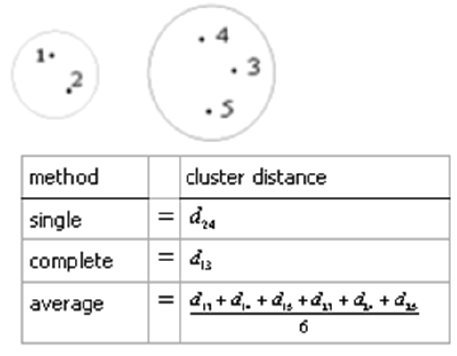 1
2
4
3
5
method cluster distance
single = d₂₄
complete = d₁₃
average = d₁₃ + d₁₄ + d₁₅ + d₂₃ + d₂₄ + d₂₅
6